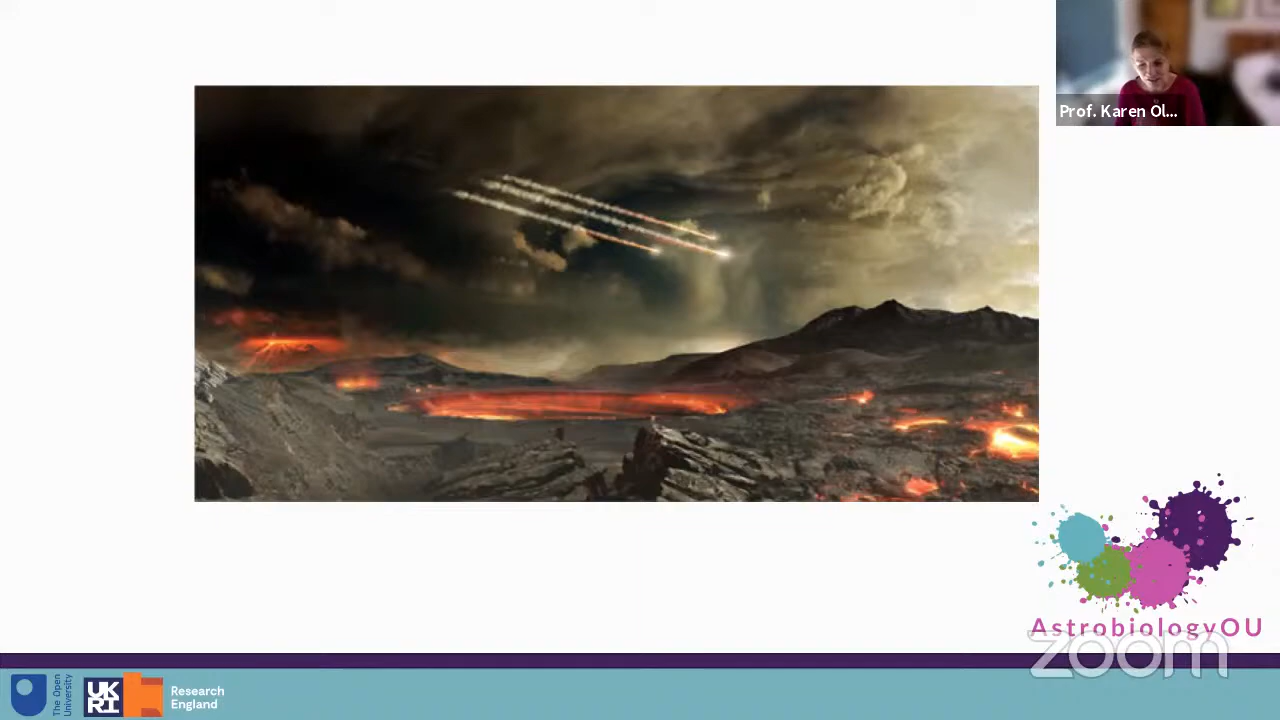 Prof. Karen Ol...
AstrobiologyOU
zoom
The Open
University
UK
RI
Research
England